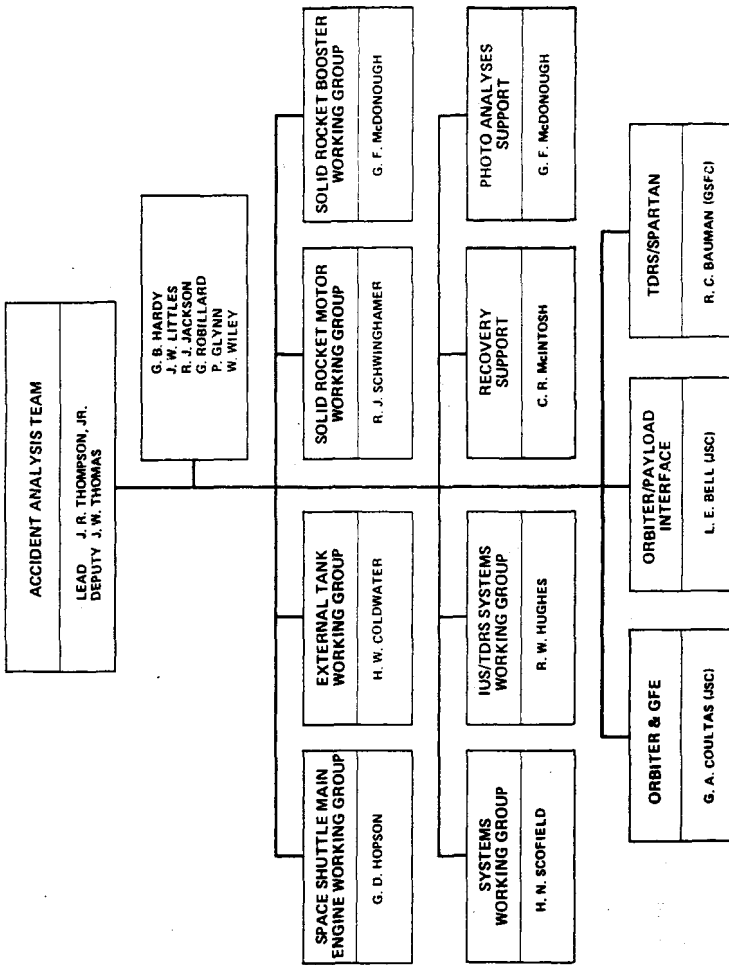 ACCIDENT ANALYSIS TEAM
LEAD J. R. THOMPSON, JR.
DEPUTY J. W. THOMAS
G. B. HARDY
J. W. LITTLES
R. J. JACKSON
G. ROBILLARD
P. GLYNN
W. WILEY
SPACE SHUTTLE MAIN
ENGINE WORKING GROUP
G. D. HOPSON
EXTERNAL TANK
WORKING GROUP
H. W. COLDWATER
SOLID ROCKET MOTOR
WORKING GROUP
R. J. SCHWINGHAMER
SOLID ROCKET BOOSTER
WORKING GROUP
G. F. McDONOUGH
SYSTEMS
WORKING GROUP
H. N. SCOFIELD
IUS/TDRS SYSTEMS
WORKING GROUP
R. W. HUGHES
RECOVERY
SUPPORT
C. R. McINTOSH
PHOTO ANALYSES
SUPPORT
G. F. McDONOUGH
ORBITER & GFE
G. A. COULTAS (JSC)
ORBITER/PAYLOAD
INTERFACE
L. E. BELL (JSC)
TDRS/SPARTAN
R. C. BAUMAN (GSFC)